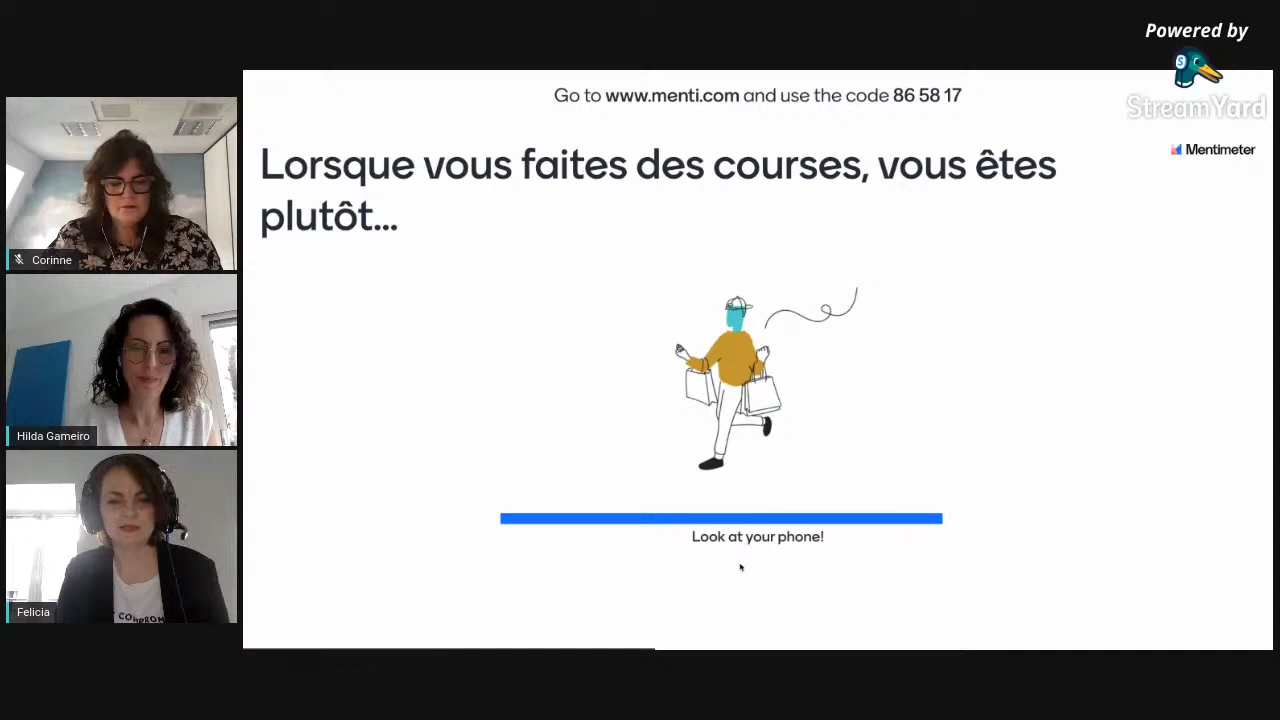 Powered by
StreamYard
Go to www.menti.com and use the code 86 58 17
Mentimeter
Lorsque vous faites des courses, vous êtes
plutôt...
Look at your phone!
Corinne
Hilda Gameiro
Felicia